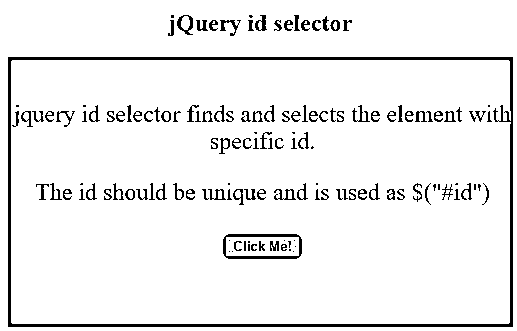 jQuery id selector
jquery id selector finds and selects the element with
specific id.
The id should be unique and is used as $("#id")
Click Me!